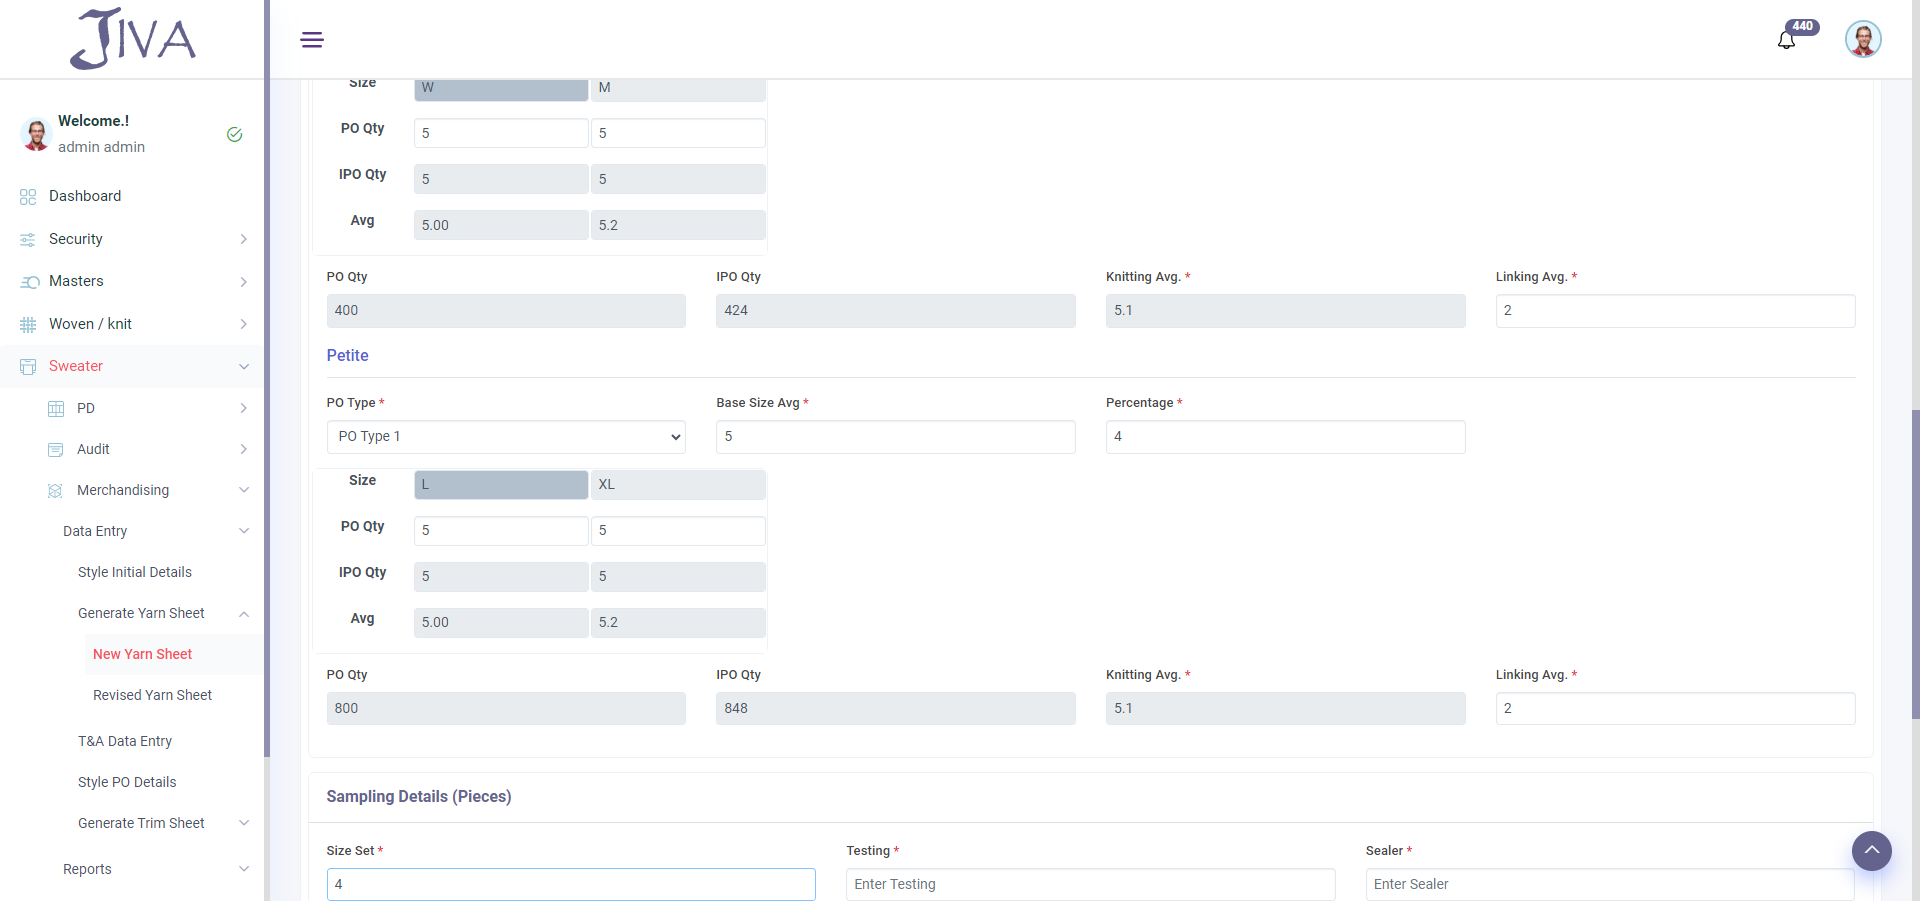 JIVA
440
Welcome.!
admin admin
Dashboard
Security
Masters
Woven / knit
Sweater
PD
Audit
Merchandising
Data Entry
Style Initial Details
Generate Yarn Sheet
New Yarn Sheet
Revised Yarn Sheet
T&A Data Entry
Style PO Details
Generate Trim Sheet
Reports
Size W M
PO Qty 5 5
IPO Qty 5 5
Avg 5.00 5.2
PO Qty IPO Qty Knitting Avg. * Linking Avg. *
400 424 5.1 2
Petite
PO Type * Base Size Avg * Percentage *
PO Type 1 5 4
Size L XL
PO Qty 5 5
IPO Qty 5 5
Avg 5.00 5.2
PO Qty IPO Qty Knitting Avg. * Linking Avg. *
800 848 5.1 2
Sampling Details (Pieces)
Size Set * Testing * Sealer *
4 Enter Testing Enter Sealer